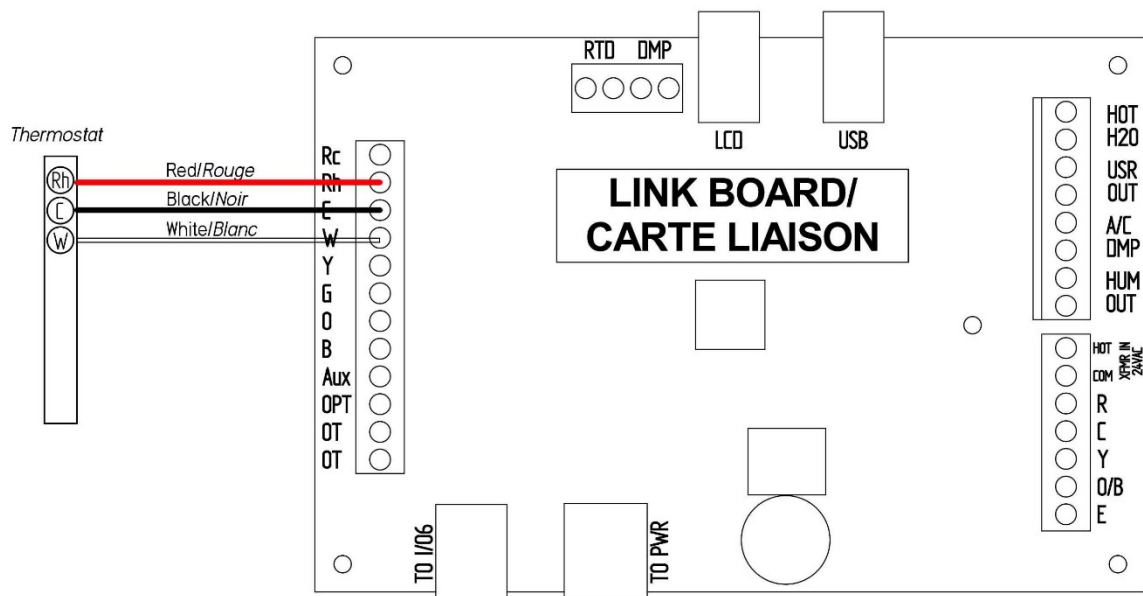 RTD DMP
LCD
USB
Thermostat
Rh
C
W
Red/Rouge
Black/Noir
White/Blanc
Rc
Rh
C
W
Y
G
O
B
Aux
OPT
OT
OT
LINK BOARD/
CARTE LIAISON
HOT
H2O
USR
OUT
A/C
DMP
HUM
OUT
HOT
COM
XFMR IN
24VAC
R
C
Y
O/B
E
TO I/O6
TO PWR